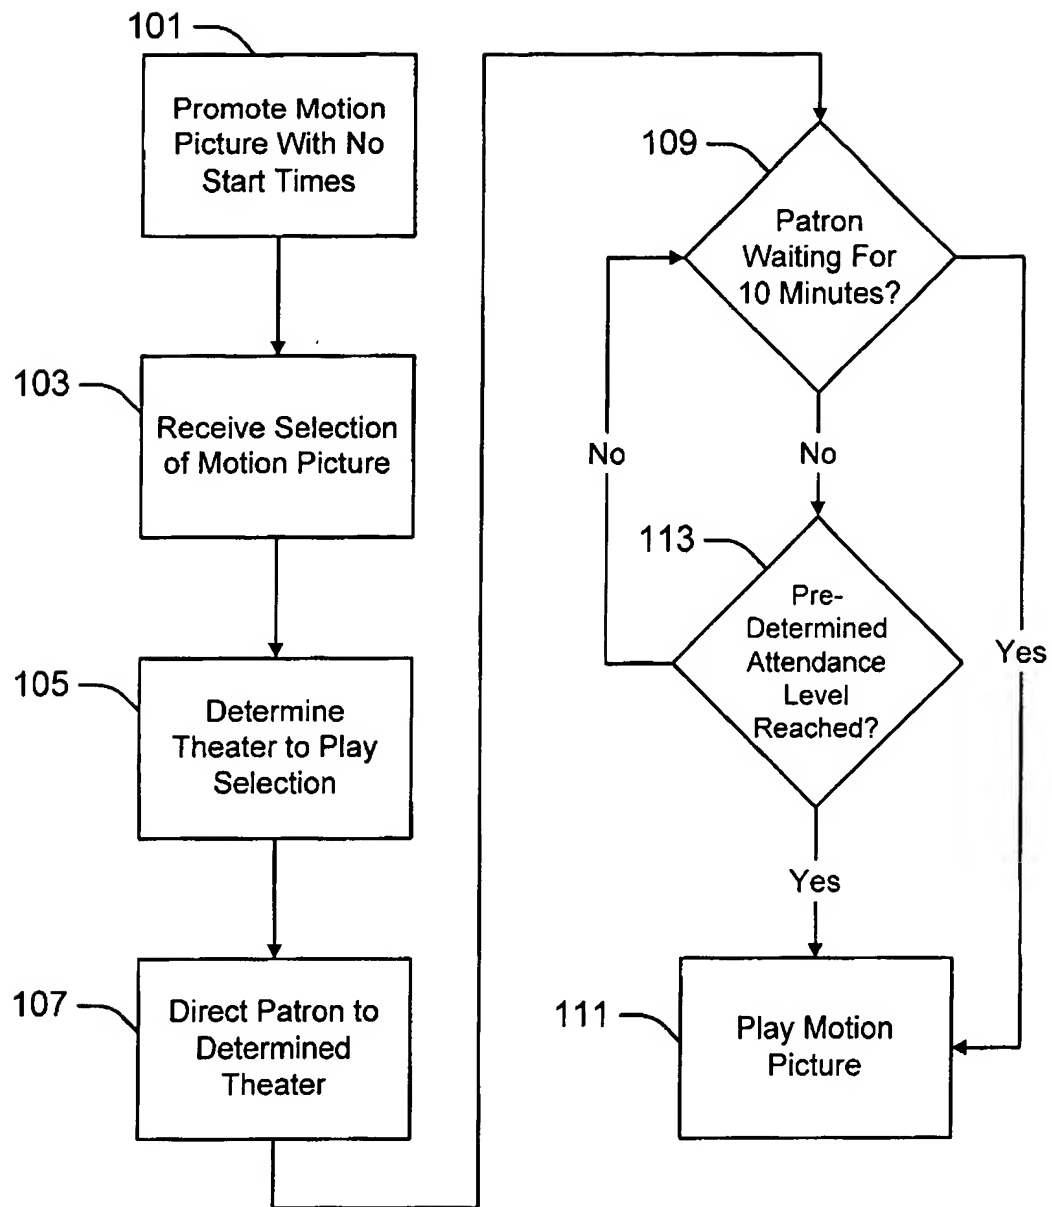 101
Promote Motion
Picture With No
Start Times
103
Receive Selection
of Motion Picture
105
Determine
Theater to Play
Selection
107
Direct Patron to
Determined
Theater
109
Patron
Waiting For
10 Minutes?
No
No
113
Pre-
Determined
Attendance
Level
Reached?
Yes
Yes
111
Play Motion
Picture